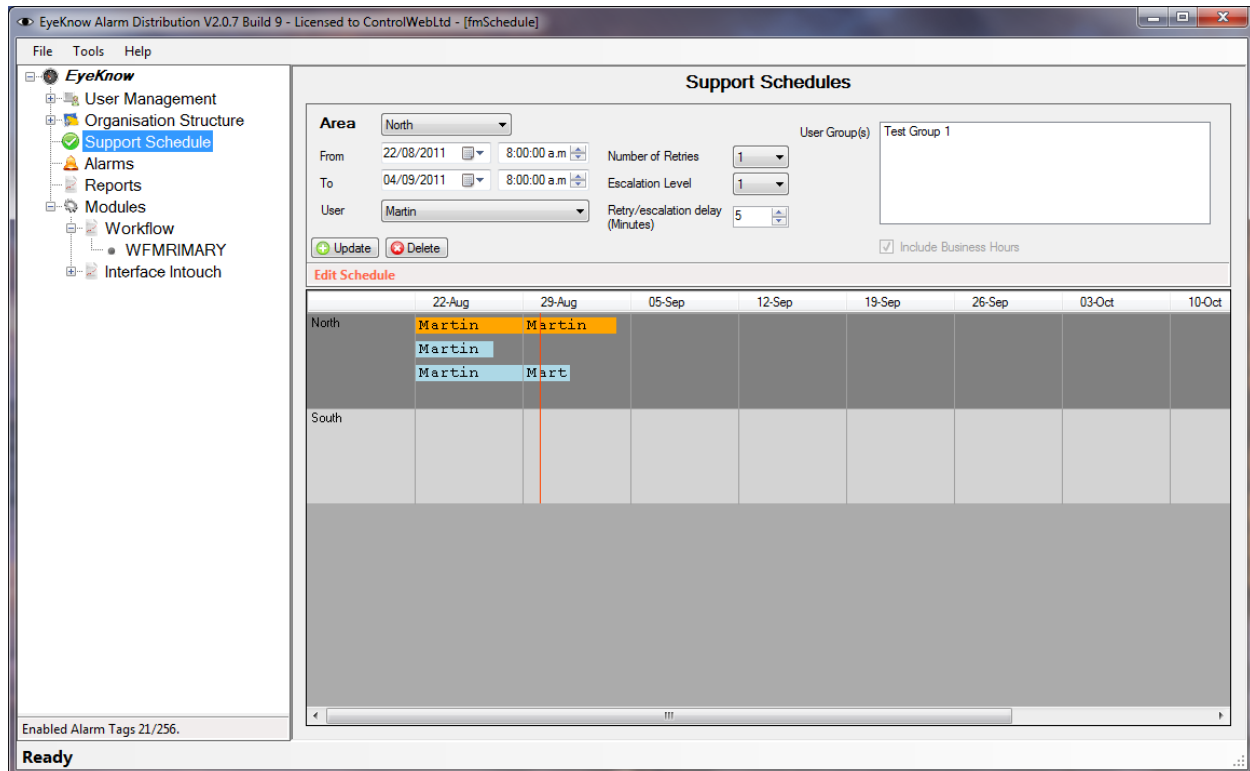 EyeKnow Alarm Distribution V2.0.7 Build 9 - Licensed to ControlWebLtd - [fmSchedule]
File Tools Help
EyeKnow
User Management
Organisation Structure
Support Schedule
Alarms
Reports
Modules
Workflow
WFMRIMARY
Interface Intouch
Enabled Alarm Tags 21/256.
Support Schedules
Area North
From 22/08/2011 8:00:00 a.m
To 04/09/2011 8:00:00 a.m
User Martin
Number of Retries 1
Escalation Level 1
Retry/escalation delay
(Minutes) 5
User Group(s) Test Group 1
Include Business Hours
Update Delete
Edit Schedule
22-Aug 29-Aug 05-Sep 12-Sep 19-Sep 26-Sep 03-Oct 10-Oct
North Martin Martin
Martin
Martin Mart
South
Ready